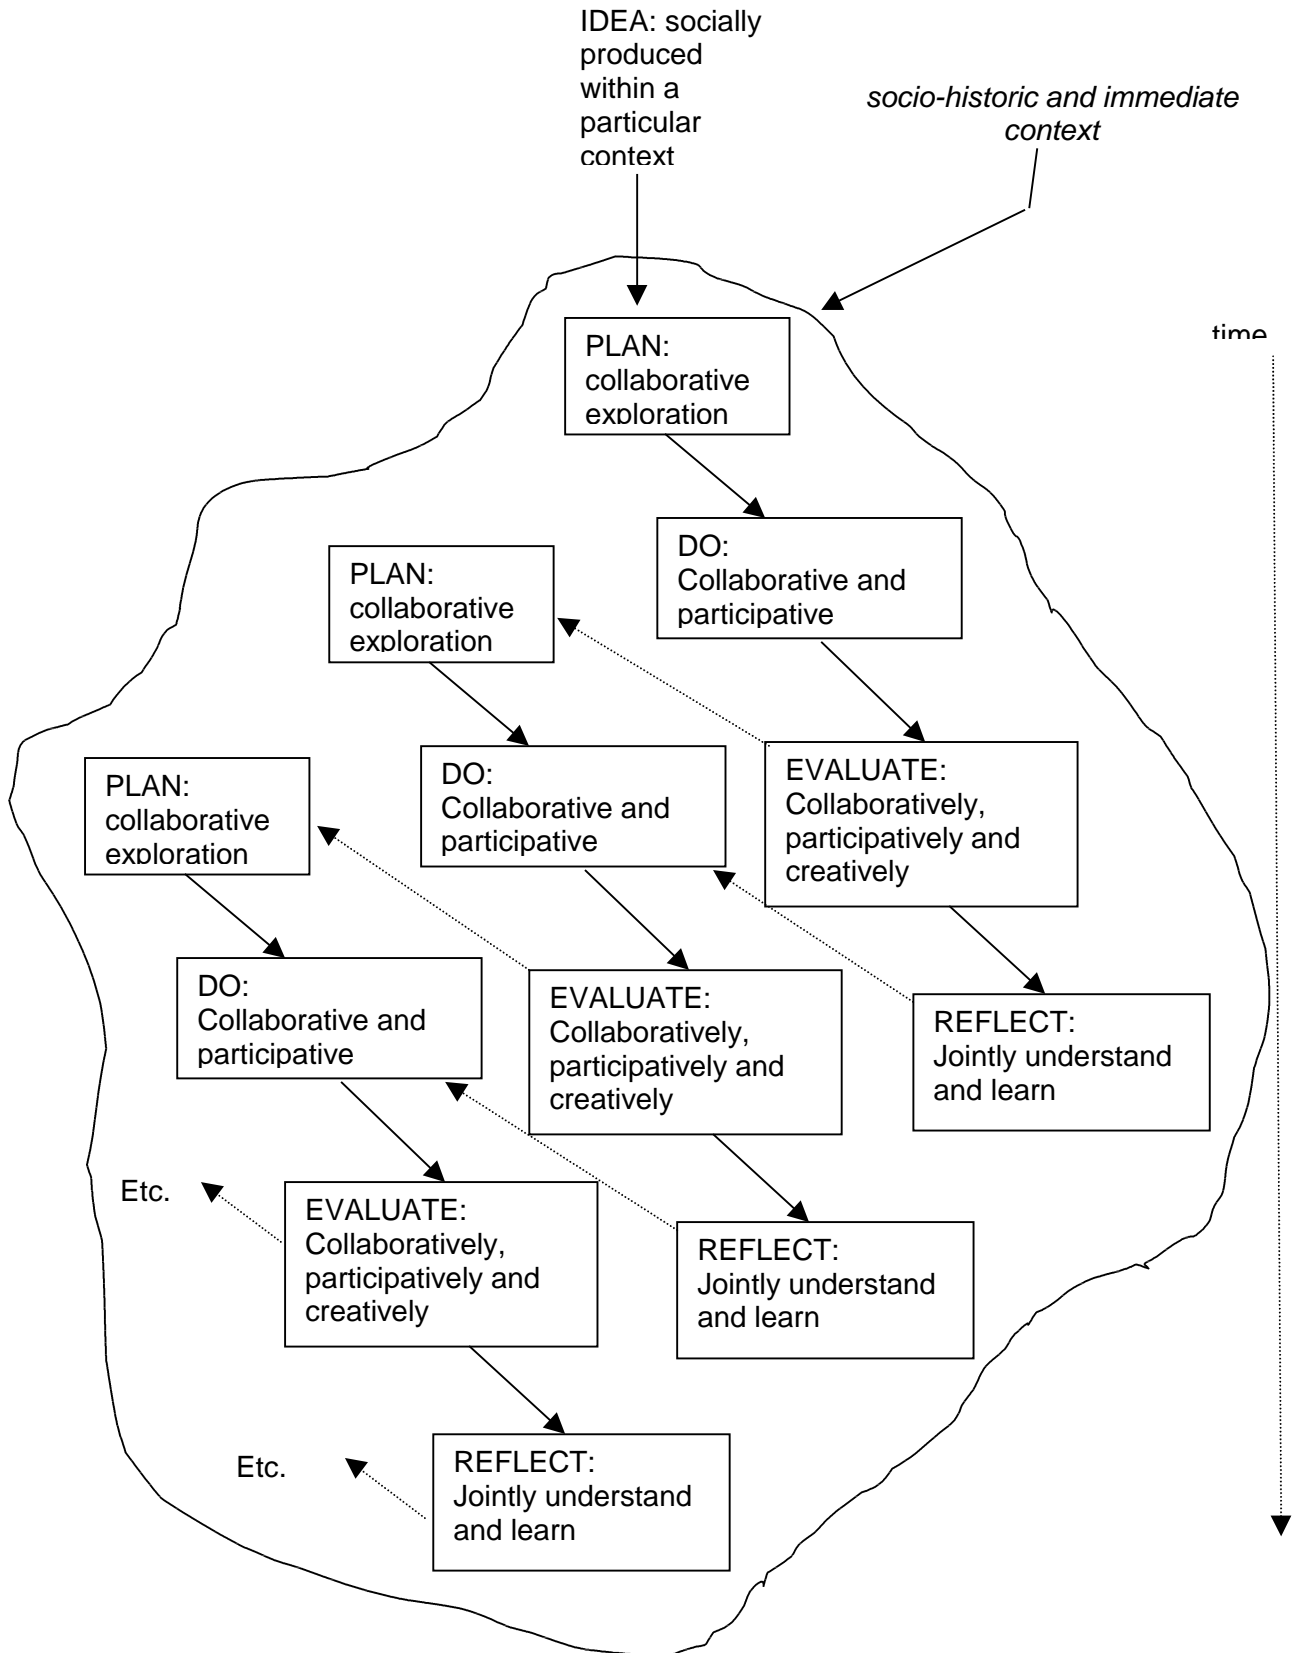 IDEA: socially
produced
within a
particular
context
socio-historic and immediate
context
time
PLAN:
collaborative
exploration
DO:
Collaborative and
participative
PLAN:
collaborative
exploration
EVALUATE:
Collaboratively,
participatively and
creatively
DO:
Collaborative and
participative
PLAN:
collaborative
exploration
REFLECT:
Jointly understand
and learn
EVALUATE:
Collaboratively,
participatively and
creatively
DO:
Collaborative and
participative
Etc.
EVALUATE:
Collaboratively,
participatively and
creatively
REFLECT:
Jointly understand
and learn
Etc.
REFLECT:
Jointly understand
and learn